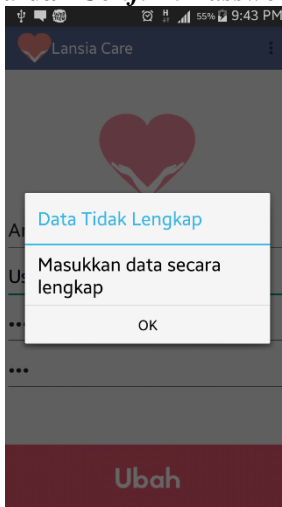 55% 9:43 PM
Lansia Care
Data Tidak Lengkap
Masukkan data secara
lengkap
OK
Ubah